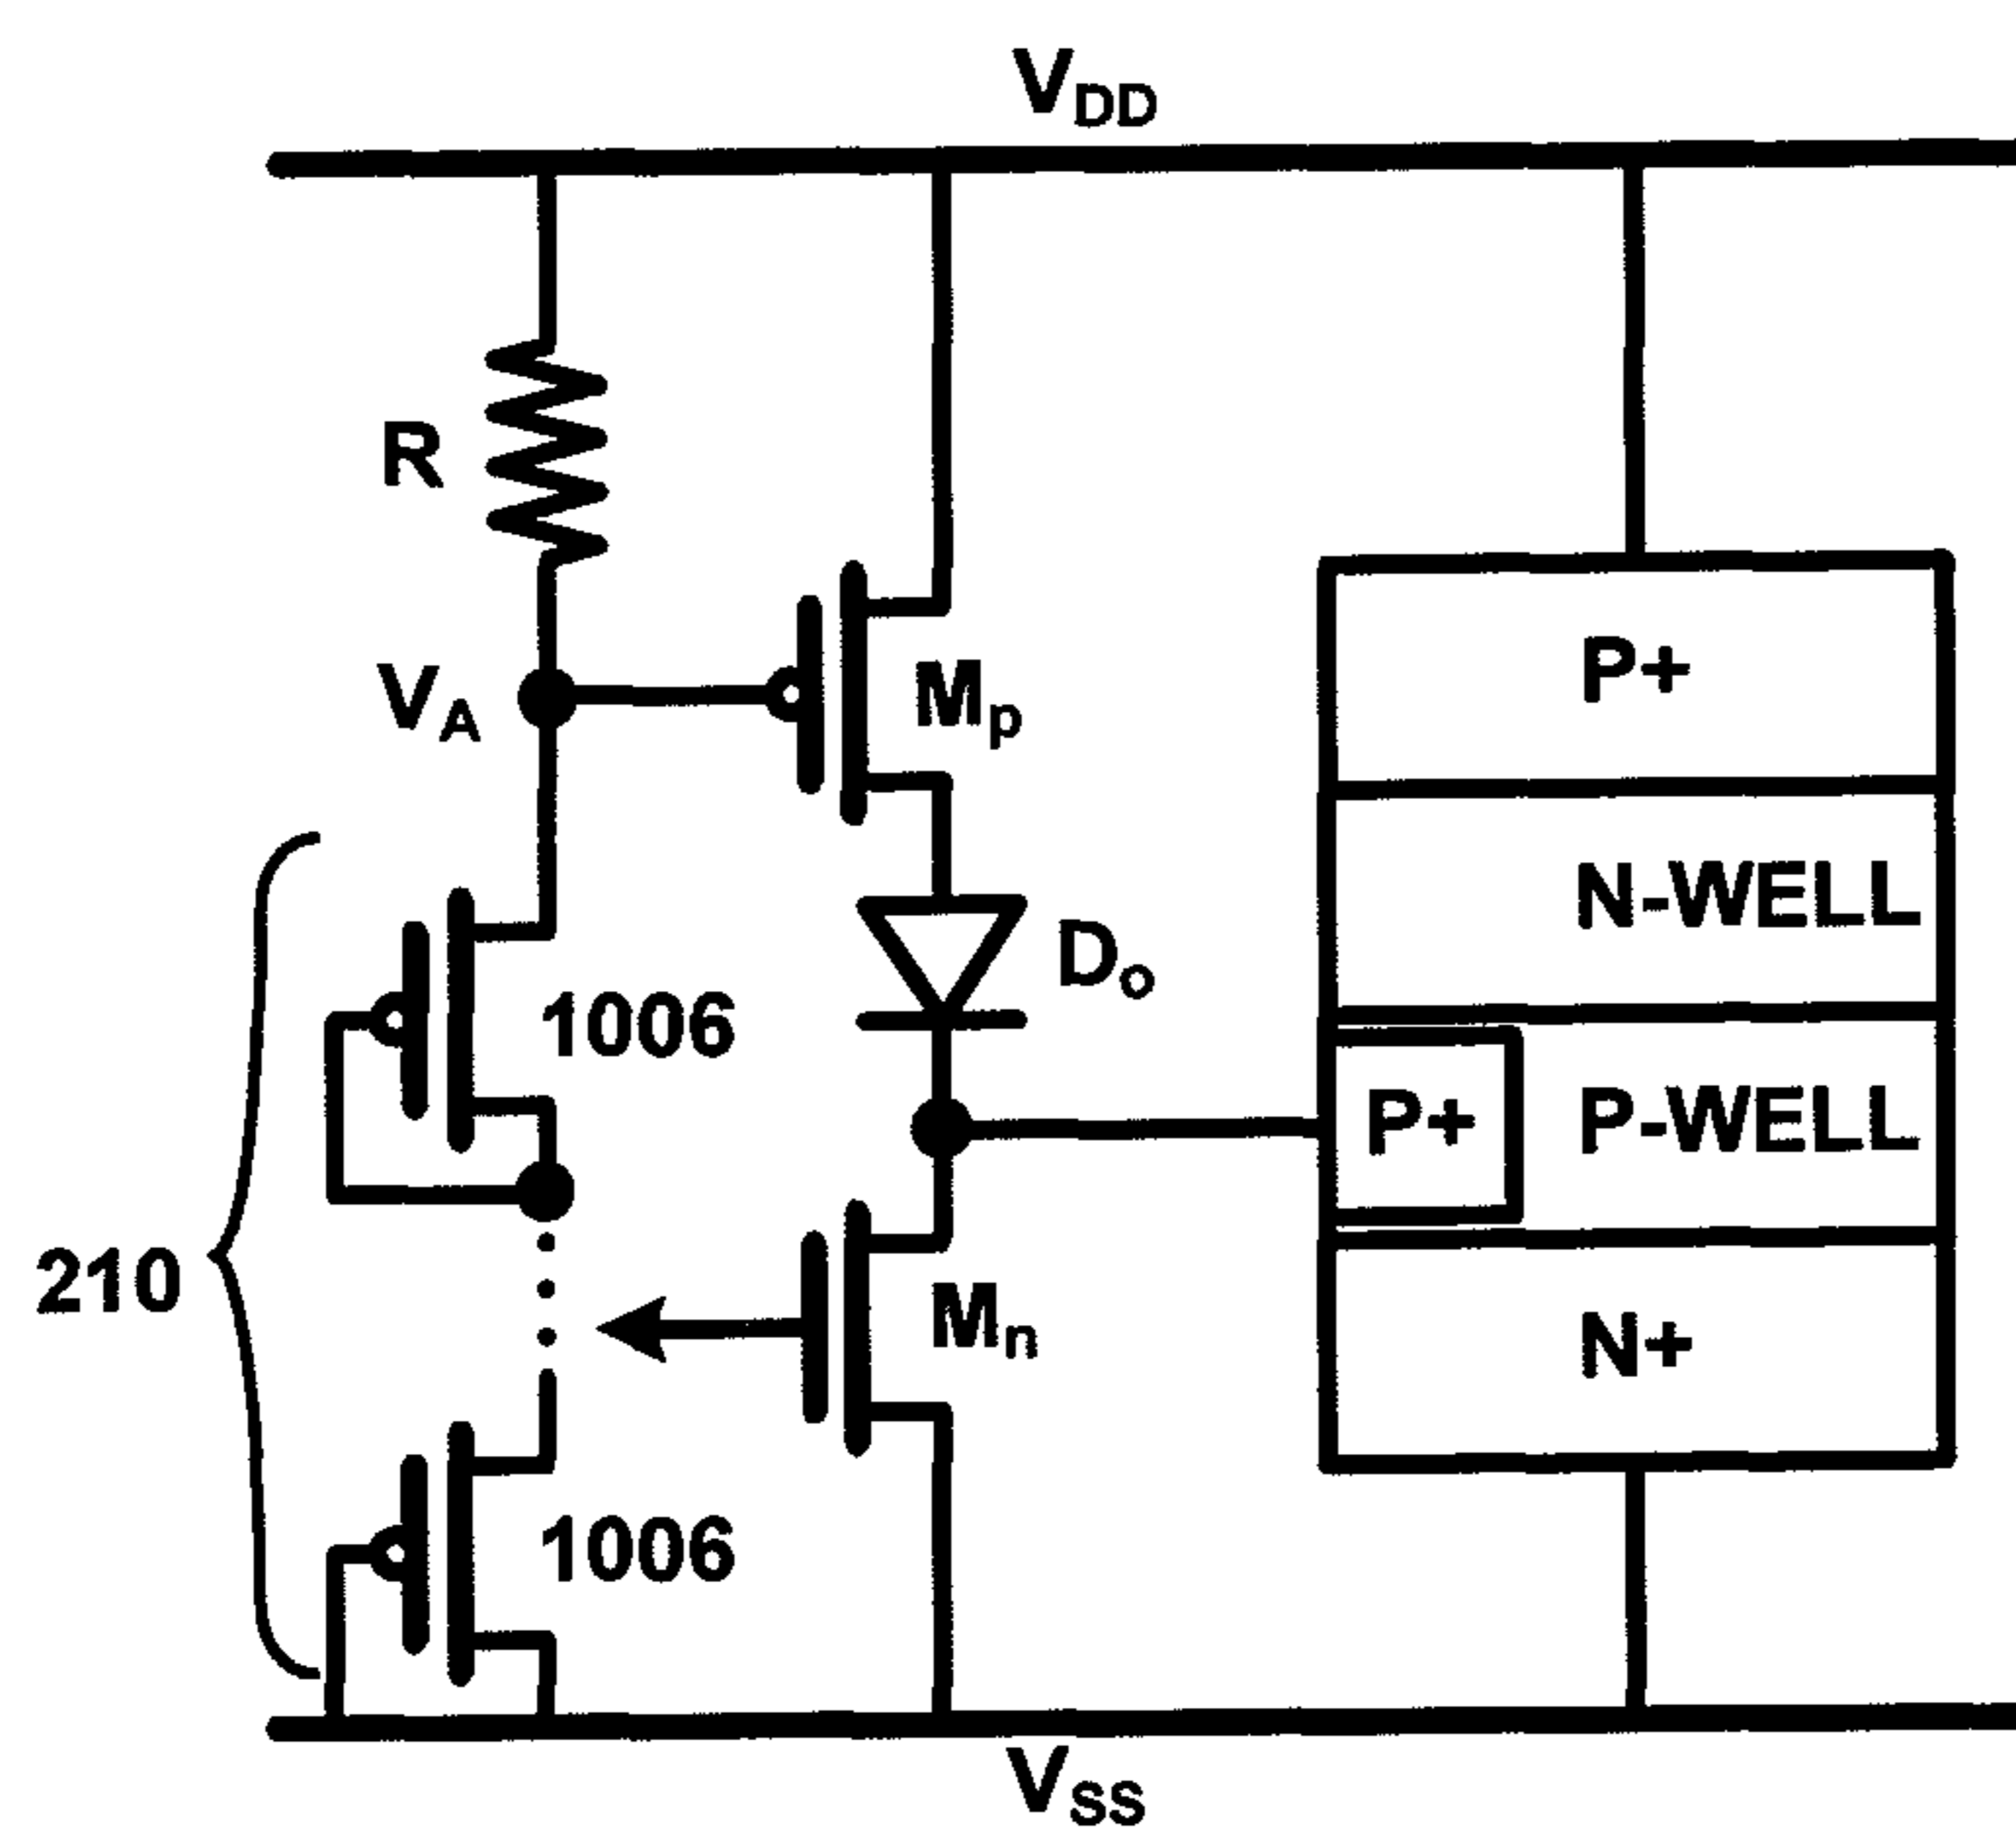 VDD
R
VA
Mp
P+
N-WELL
Do
1006
P+
P-WELL
210
Mn
N+
1006
VSS